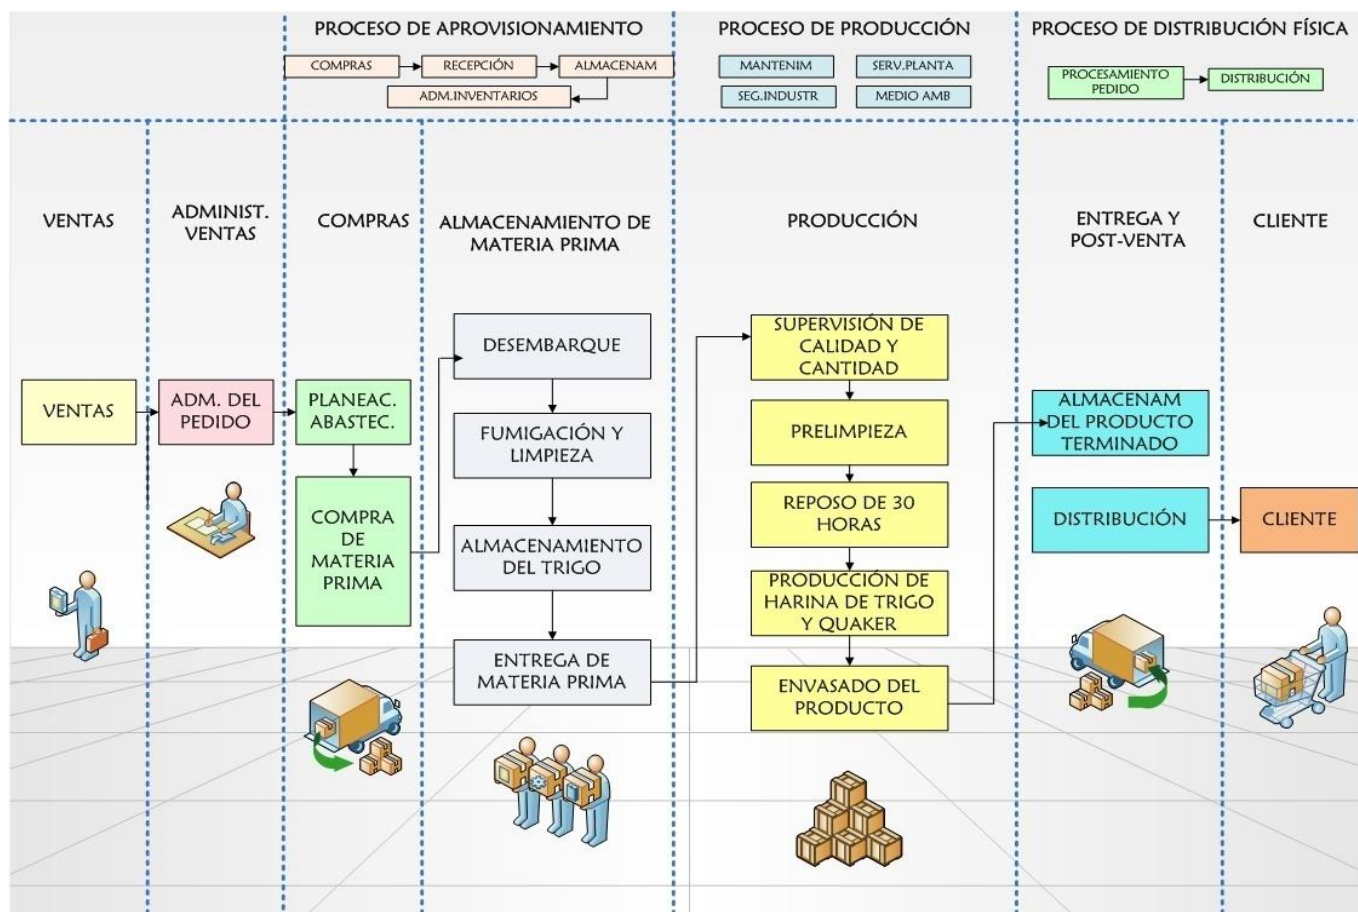 PROCESO DE APROVISIONAMIENTO
COMPRAS
RECEPCIÓN
ALMACENAM
ADM.INVENTARIOS
PROCESO DE PRODUCCIÓN
MANTENIM
SERV.PLANTA
SEG.INDUSTR
MEDIO AMB
PROCESO DE DISTRIBUCIÓN FÍSICA
PROCESAMIENTO
PEDIDO
DISTRIBUCIÓN
VENTAS
ADMINIST.
VENTAS
COMPRAS
ALMACENAMIENTO DE
MATERIA PRIMA
PRODUCCIÓN
ENTREGA Y
POST-VENTA
CLIENTE
VENTAS
ADM. DEL
PEDIDO
PLANEAC.
ABASTEC.
COMPRA
DE
MATERIA
PRIMA
DESEMBARQUE
FUMIGACIÓN Y
LIMPIEZA
ALMACENAMIENTO
DEL TRIGO
ENTREGA DE
MATERIA PRIMA
SUPERVISIÓN DE
CALIDAD Y
CANTIDAD
PRELIMPIEZA
REPOSO DE 30
HORAS
PRODUCCIÓN DE
HARINA DE TRIGO
Y QUAKER
ENVASADO DEL
PRODUCTO
ALMACENAM
DEL PRODUCTO
TERMINADO
DISTRIBUCIÓN
CLIENTE